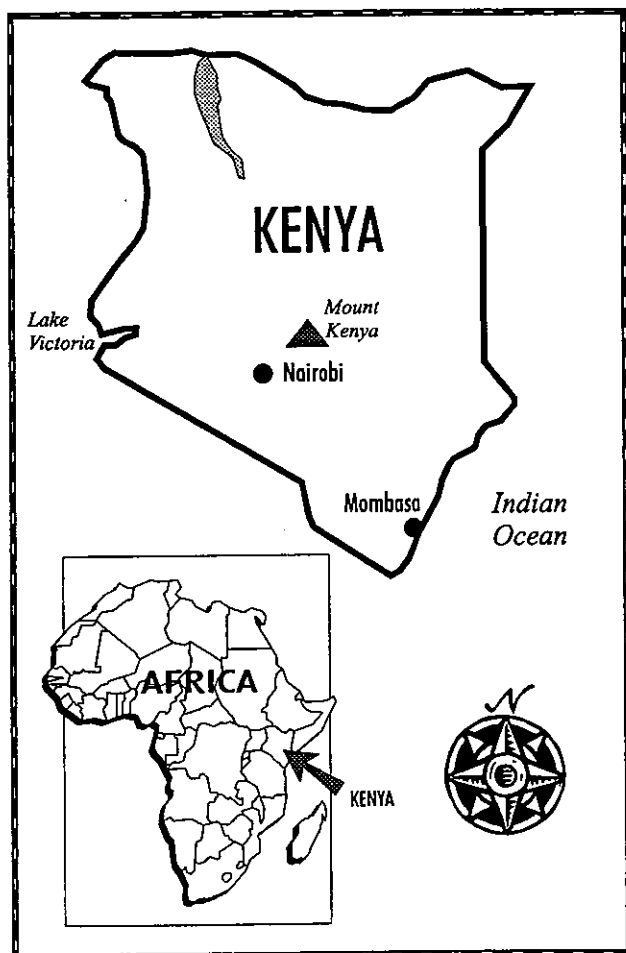 KENYA
Lake
Victoria
Mount
Kenya
Nairobi
Mombasa
Indian
Ocean
AFRICA
N
KENYA